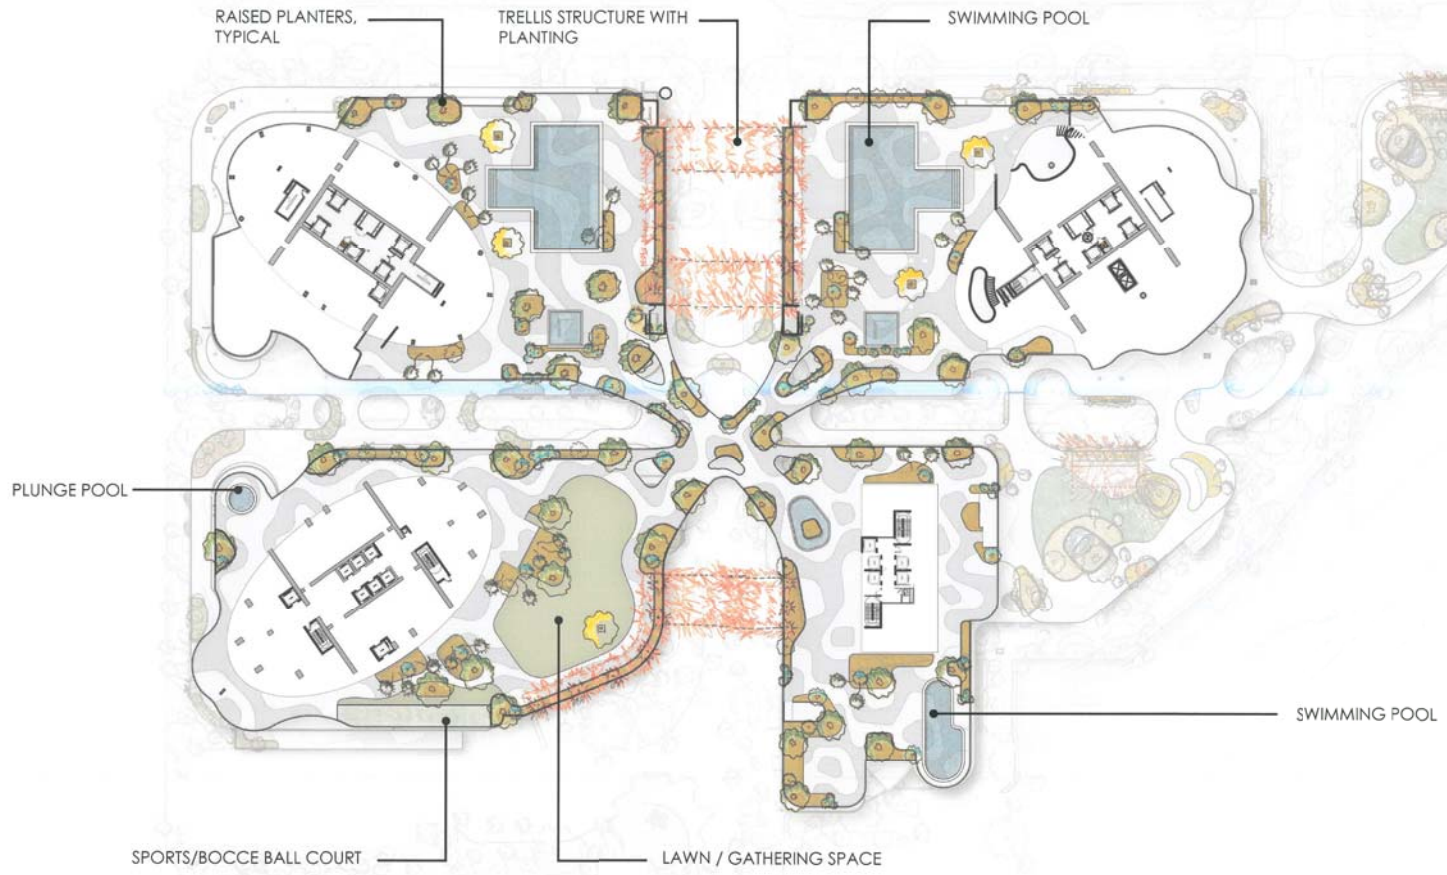 RAISED PLANTERS,
TYPICAL
TRELLIS STRUCTURE WITH
PLANTING
SWIMMING POOL
PLUNGE POOL
SWIMMING POOL
SPORTS/BOCCE BALL COURT
LAWN / GATHERING SPACE